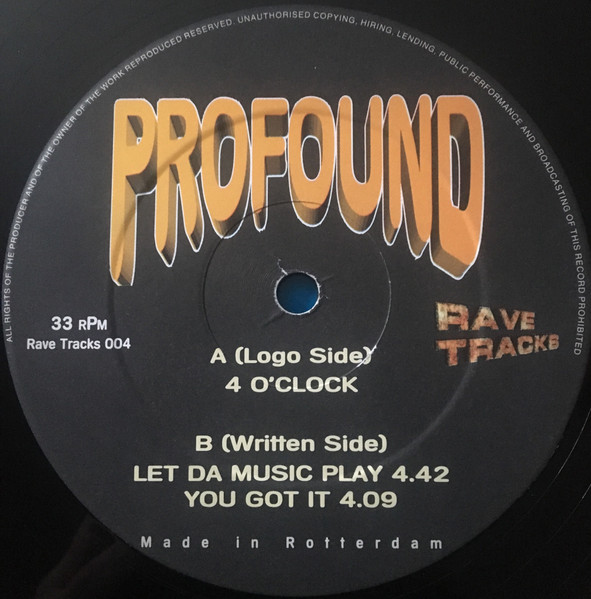 ALL RIGHTS OF THE PRODUCER AND OF THE OWNER OF THE WORK REPRODUCED RESERVED. UNAUTHORISED COPYING, HIRING, LENDING, PUBLIC PERFORMANCE AND BROADCASTING OF THIS RECORD PROHIBITED
PROFOUND
33 RPM
Rave Tracks 004
RAVE
TRACKS
A (Logo Side)
4 O'CLOCK
B (Written Side)
LET DA MUSIC PLAY 4.42
YOU GOT IT 4.09
Made in Rotterdam